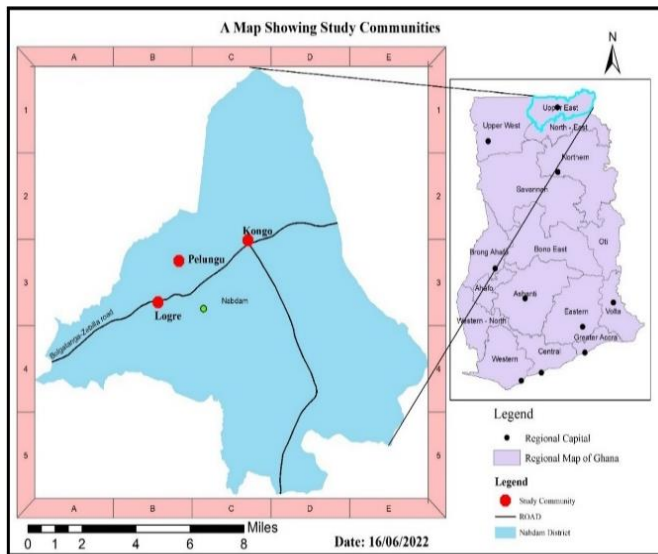 A Map Showing Study Communities
N
A B C D E
1 1
2 2
3 3
4 4
5 5
Kongo
Pelungu
Logre
Nabdam
Bolgatanga-Zebilla road
Upper East
North - East
Upper West
Northern
Savannah
Oti
Brong Ahafo
Bono East
Ahafo
Ashanti
Eastern
Volta
Western - North
Greater Accra
Central
Western
Legend
Regional Capital
Regional Map of Ghana
Legend
Study Community
ROAD
Nabdam District
0 1 2 4 6 8 Miles
Date: 16/06/2022
A B C D E